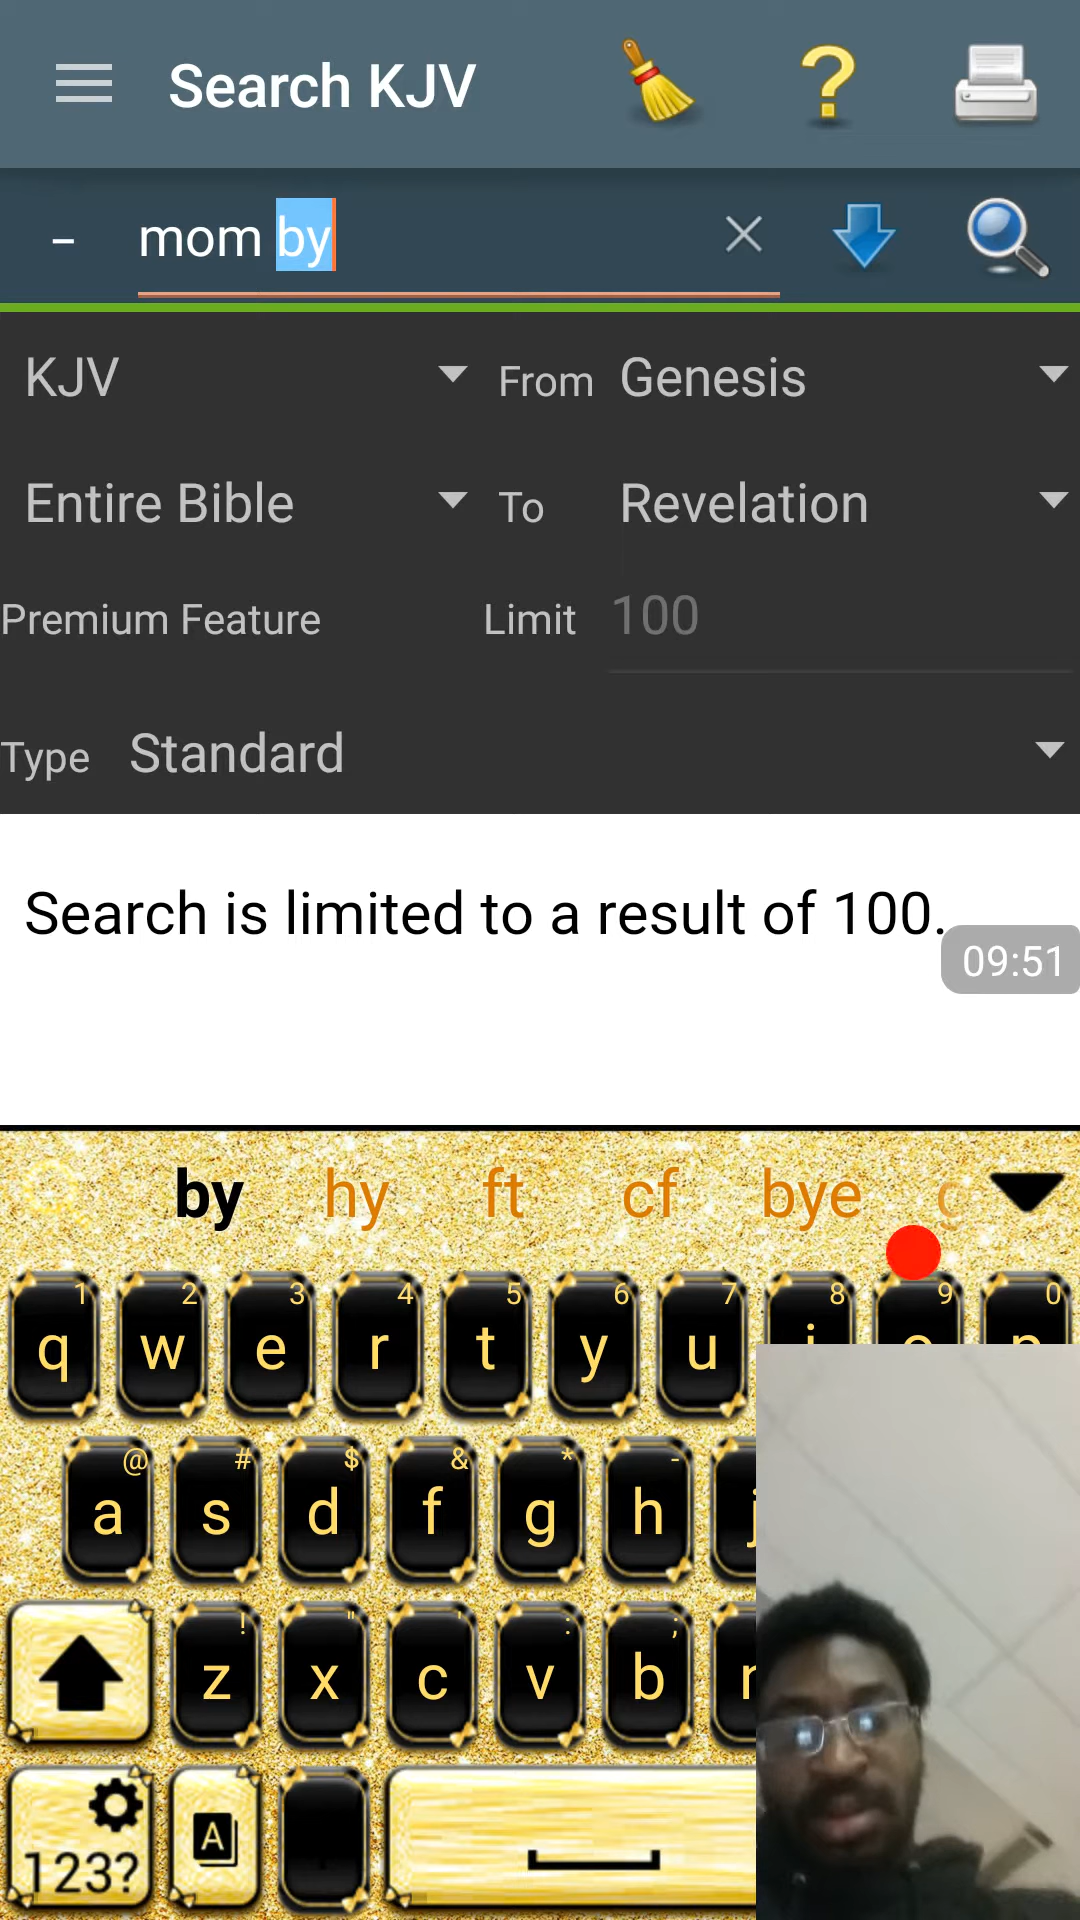 Search KJV
– mom by
KJV From Genesis
Entire Bible To Revelation
Premium Feature Limit 100
Type Standard
Search is limited to a result of 100.
09:51
by hy ft cf bye
1 2 3 4 5 6 7 8 9 0
q w e r t y u i o p
@ # $ & * -
a s d f g h j
! " ' : ;
z x c v b
A
123?